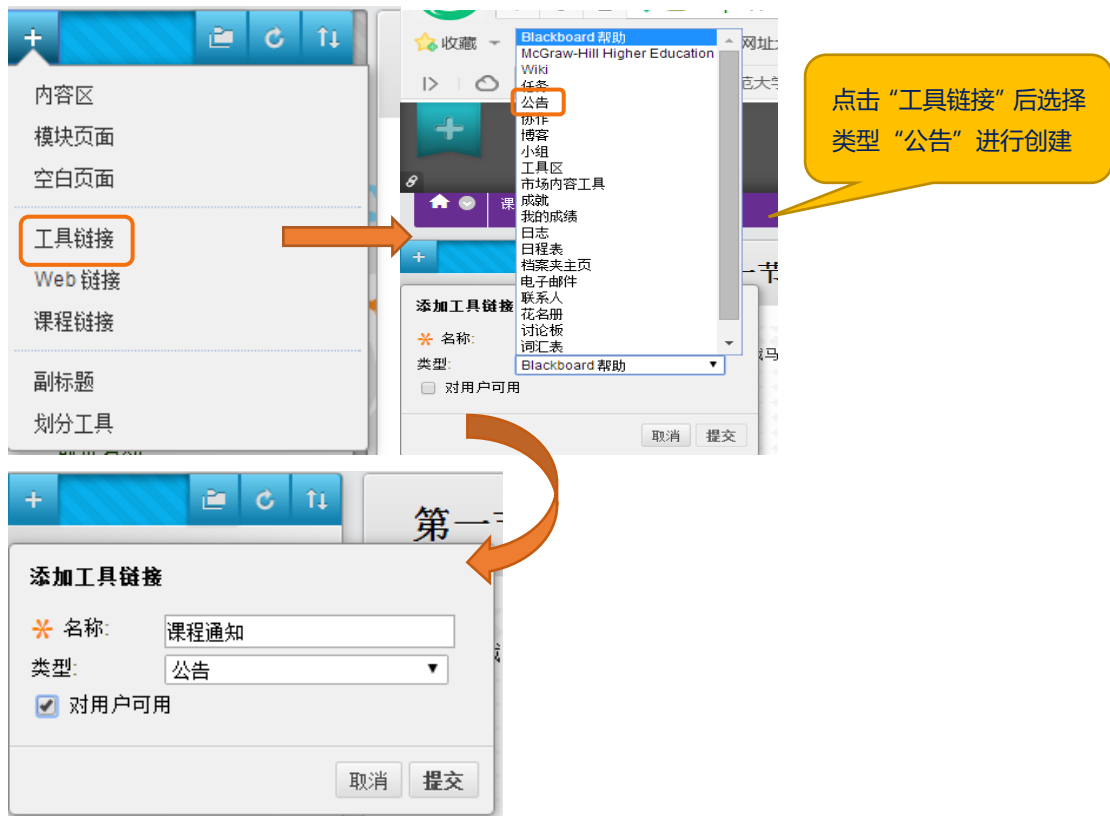 内容区
模块页面
空白页面
工具链接
Web 链接
课程链接
副标题
划分工具
收藏
网址
Blackboard 帮助
McGraw-Hill Higher Education
Wiki
任务
公告
协作
博客
小组
工具区
市场内容工具
成就
我的成绩
日志
日程表
档案夹主页
电子邮件
联系人
花名册
讨论板
词汇表
范大学
课
一节
添加工具链接
名称:
类型:
Blackboard 帮助
对用户可用
取消 提交
点击“工具链接”后选择
类型“公告”进行创建
第一
添加工具链接
名称: 课程通知
类型: 公告
对用户可用
取消 提交